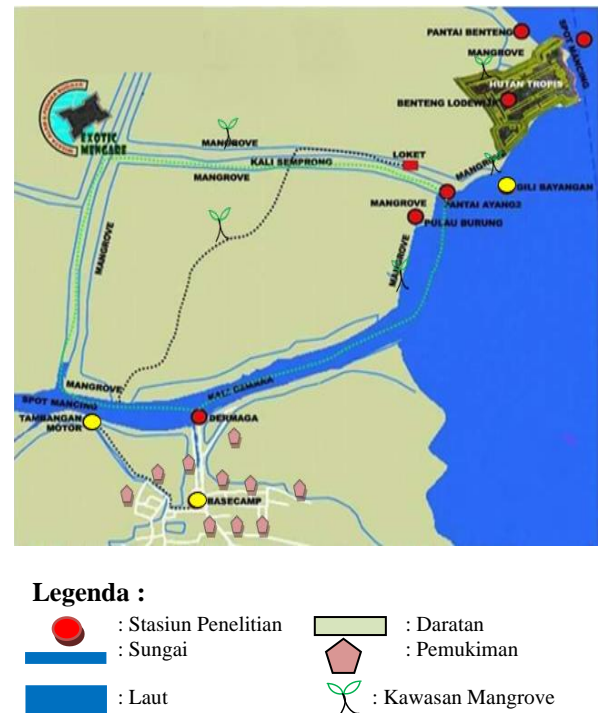 PANTAI BENTENG
SPOT MANCING
MANGROVE
HUTAN TROPIS
BENTENG LODEWIJK
EXOTIC
MENGARE
MANGROVE
KALI SEMPRONG
LOKET
MANGROVE
MANGROVE
GILI BAYANGAN
PANTAI AYANG2
MANGROVE
PULAU BURUNG
MANGROVE
MANGROVE
MANGROVE
SPOT MANCING
KALI
TAMBANGAN
MOTOR
DERMAGA
BASECAMP
Legenda :
: Stasiun Penelitian
: Daratan
: Sungai
: Pemukiman
: Laut
: Kawasan Mangrove